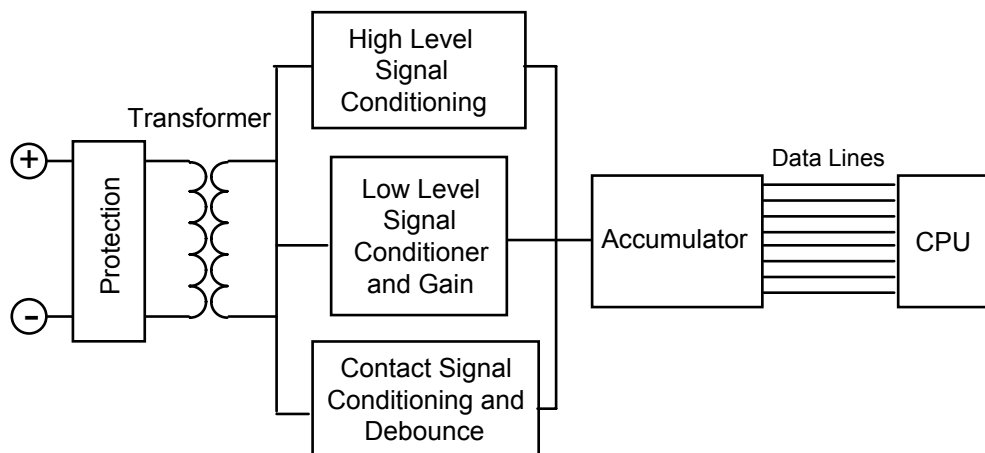 High Level
Signal
Conditioning
Transformer
+
-
Protection
Low Level
Signal
Conditioner
and Gain
Contact Signal
Conditioning and
Debounce
Accumulator
Data Lines
CPU